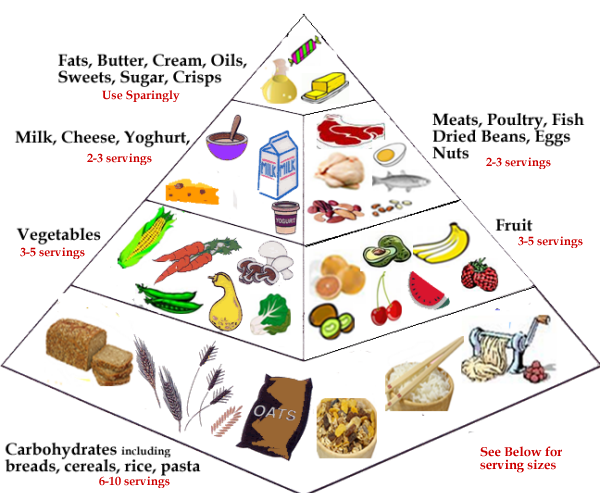 Fats, Butter, Cream, Oils,
Sweets, Sugar, Crisps
Use Sparingly
Milk, Cheese, Yoghurt,
2-3 servings
Meats, Poultry, Fish
Dried Beans, Eggs
Nuts
2-3 servings
MILK
MILK
YOGURT
Vegetables
3-5 servings
Fruit
3-5 servings
OATS
Carbohydrates including
breads, cereals, rice, pasta
6-10 servings
See Below for
serving sizes